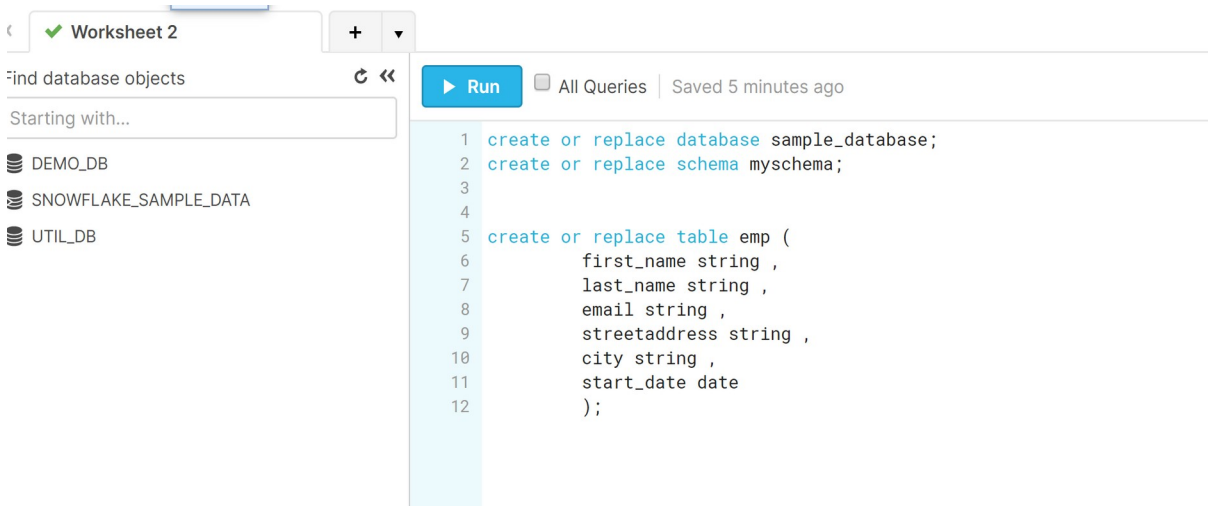 Worksheet 2
+
Find database objects
Starting with...
DEMO_DB
SNOWFLAKE_SAMPLE_DATA
UTIL_DB
Run All Queries Saved 5 minutes ago
1 create or replace database sample_database;
2 create or replace schema myschema;
3
4
5 create or replace table emp (
6 first_name string ,
7 last_name string ,
8 email string ,
9 streetaddress string ,
10 city string ,
11 start_date date
12 );